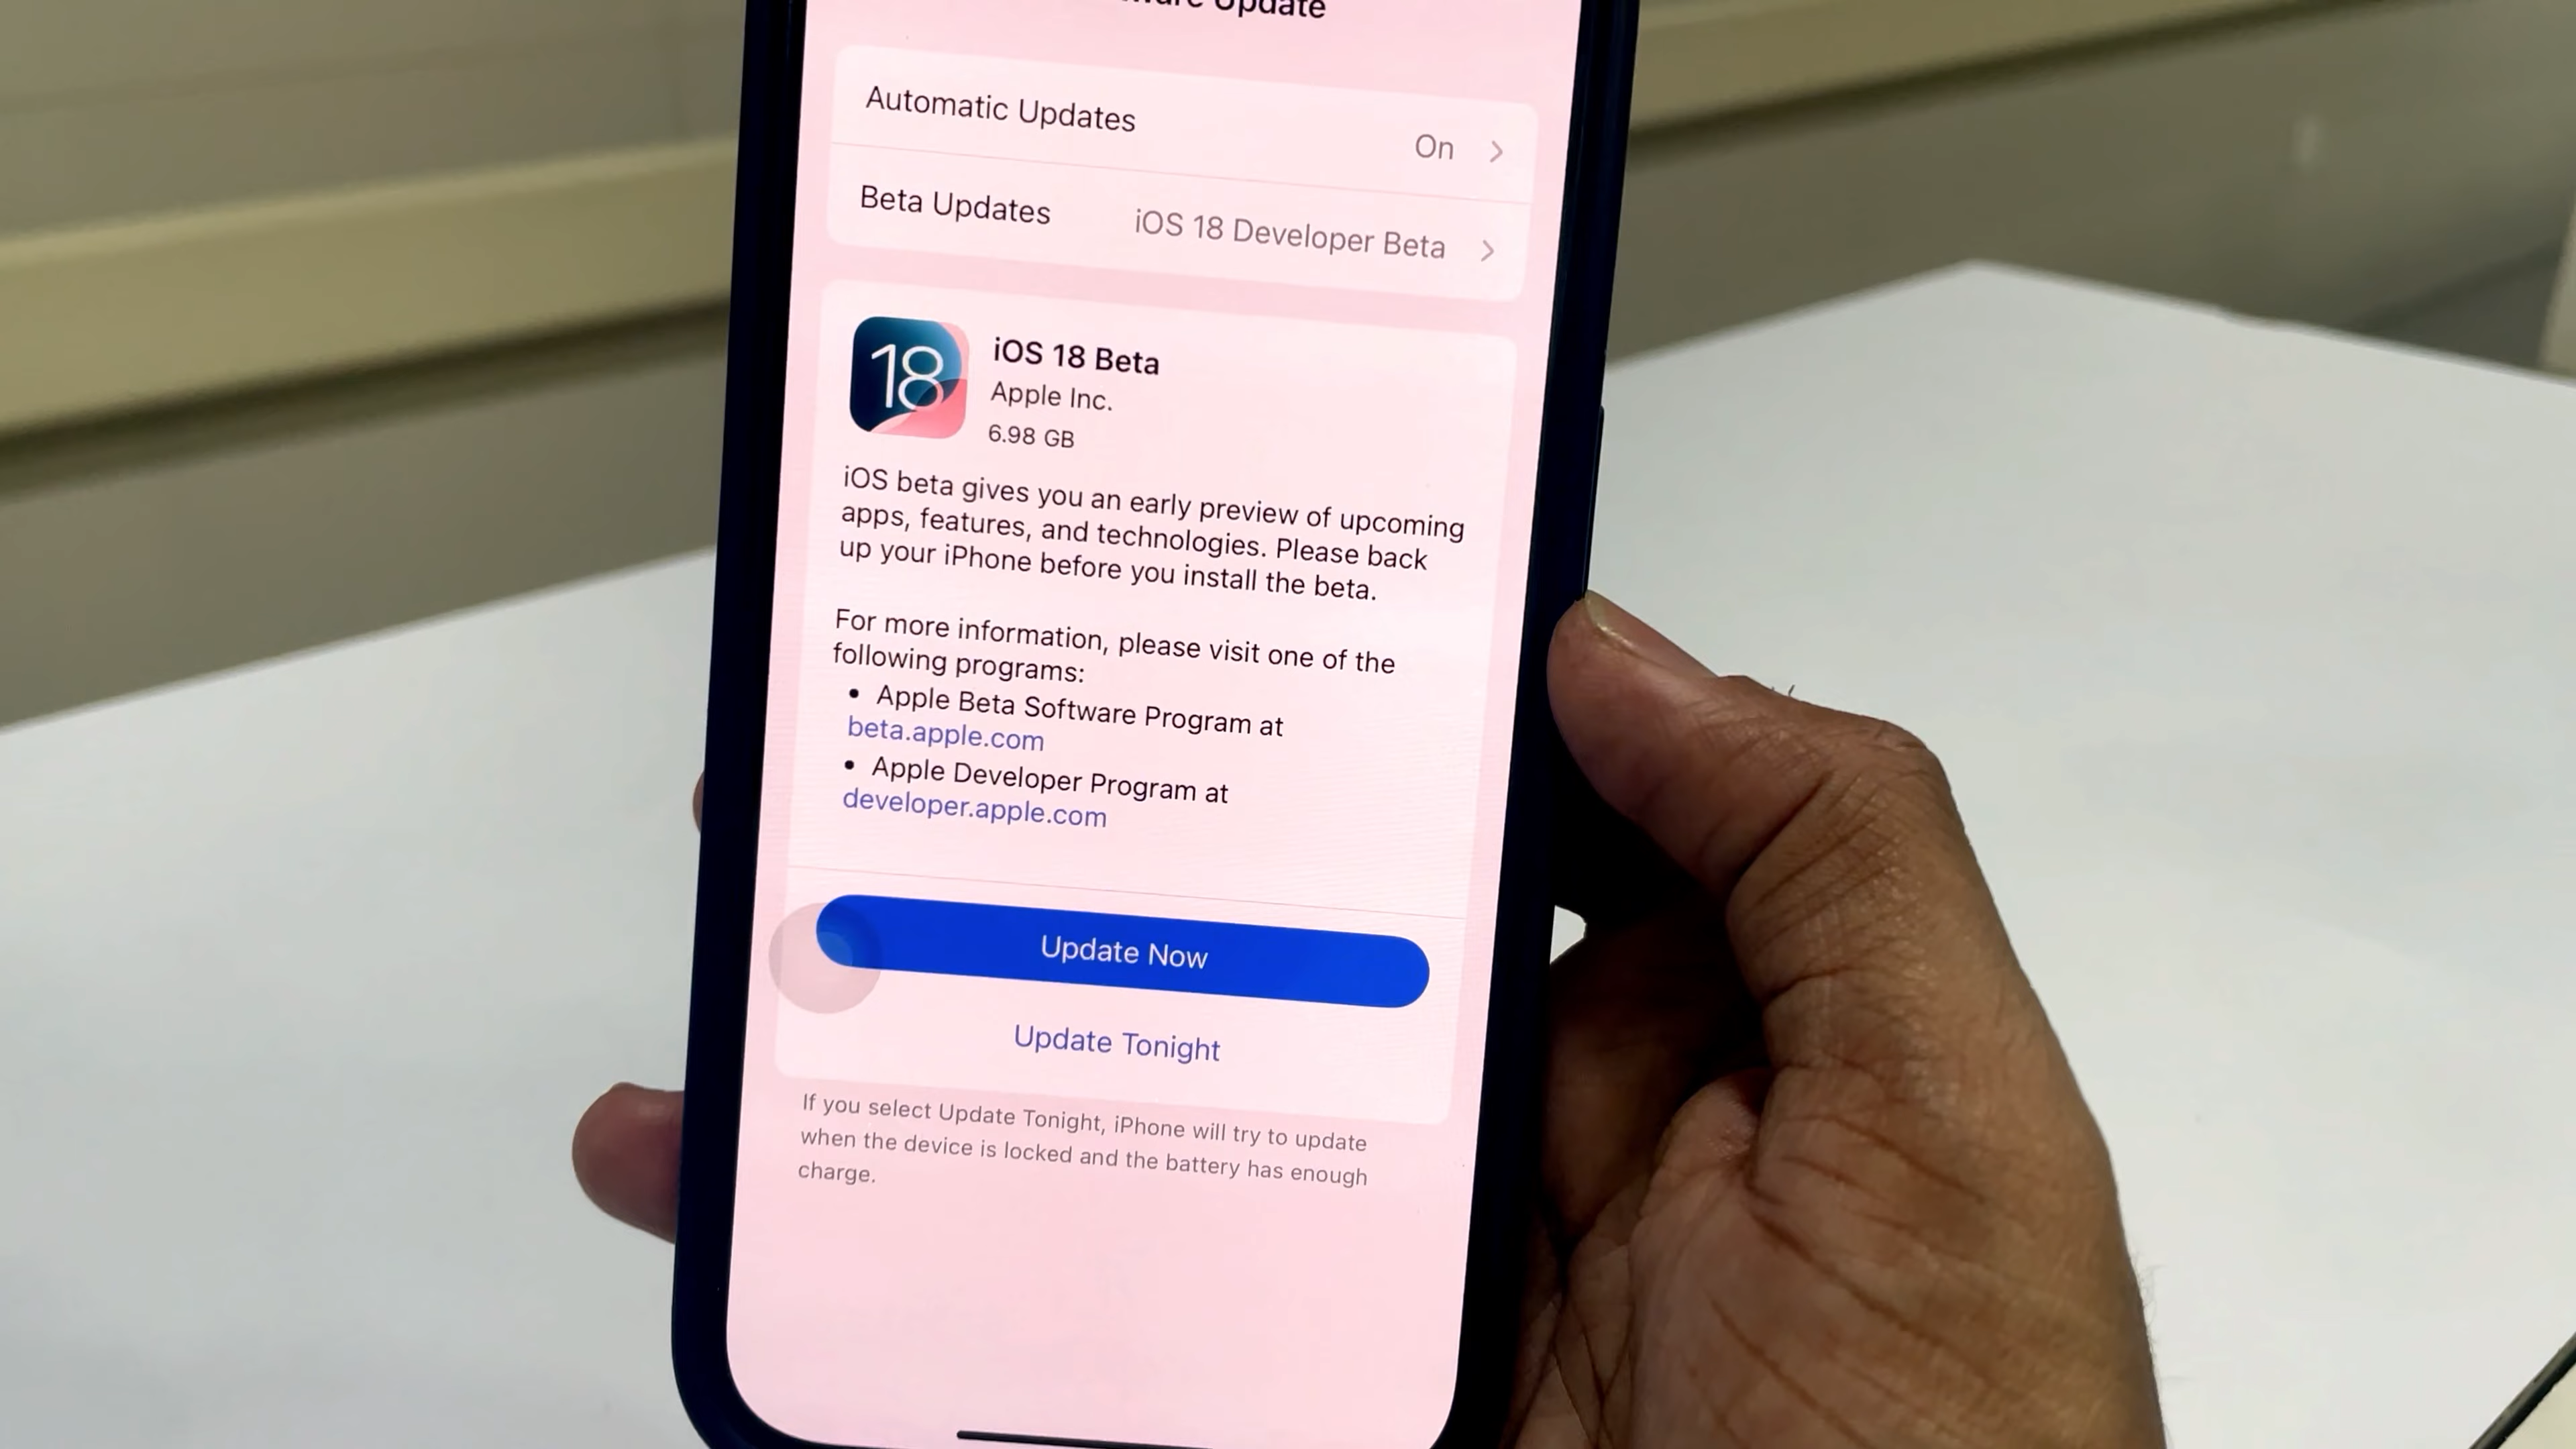 Update
Automatic Updates
On
Beta Updates
iOS 18 Developer Beta
18
iOS 18 Beta
Apple Inc.
6.98 GB
iOS beta gives you an early preview of upcoming
apps, features, and technologies. Please back
up your iPhone before you install the beta.
For more information, please visit one of the
following programs:
• Apple Beta Software Program at
beta.apple.com
• Apple Developer Program at
developer.apple.com
Update Now
Update Tonight
If you select Update Tonight, iPhone will try to update
when the device is locked and the battery has enough
charge.